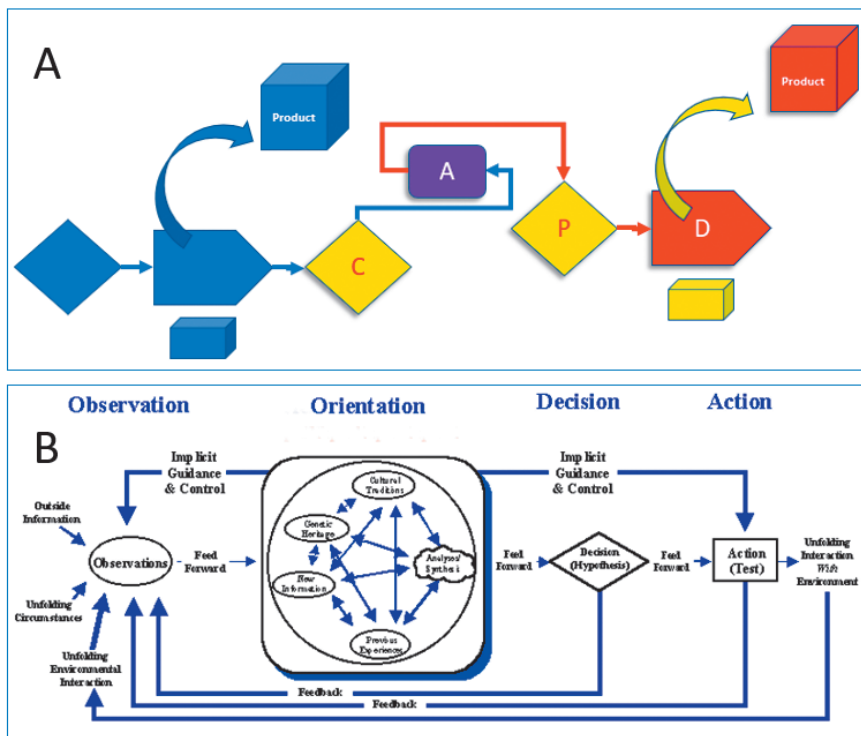 A
Product
Product
A
C
P
D
Observation
Orientation
Decision
Action
B
Implicit
Guidance
& Control
Cultural
Traditions
Implicit
Guidance
& Control
Outside
Information
Genetic
Heritage
Observations
Feed
Forward
Analyses/
Synthesis
Feed
Forward
Decision
(Hypothesis)
Feed
Forward
Action
(Test)
Unfolding
Interaction
With
Environment
New
Information
Unfolding
Circumstances
Previous
Experiences
Unfolding
Environmental
Interaction
Feedback
Feedback